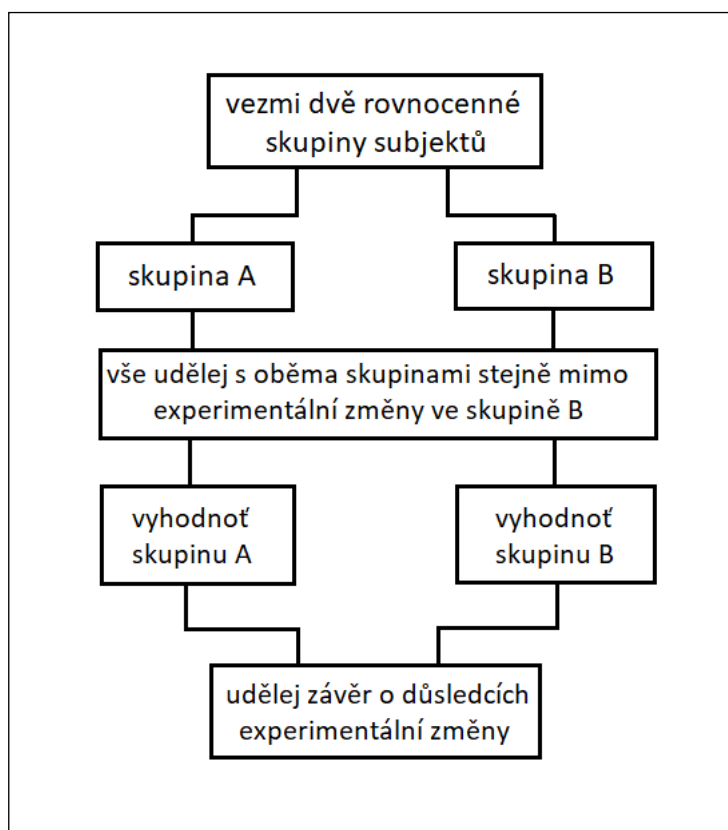 vezmi dvě rovnocenné
skupiny subjektů
skupina A
skupina B
vše udělej s oběma skupinami stejně mimo
experimentální změny ve skupině B
vyhodnoť
skupinu A
vyhodnoť
skupinu B
udělej závěr o důsledcích
experimentální změny